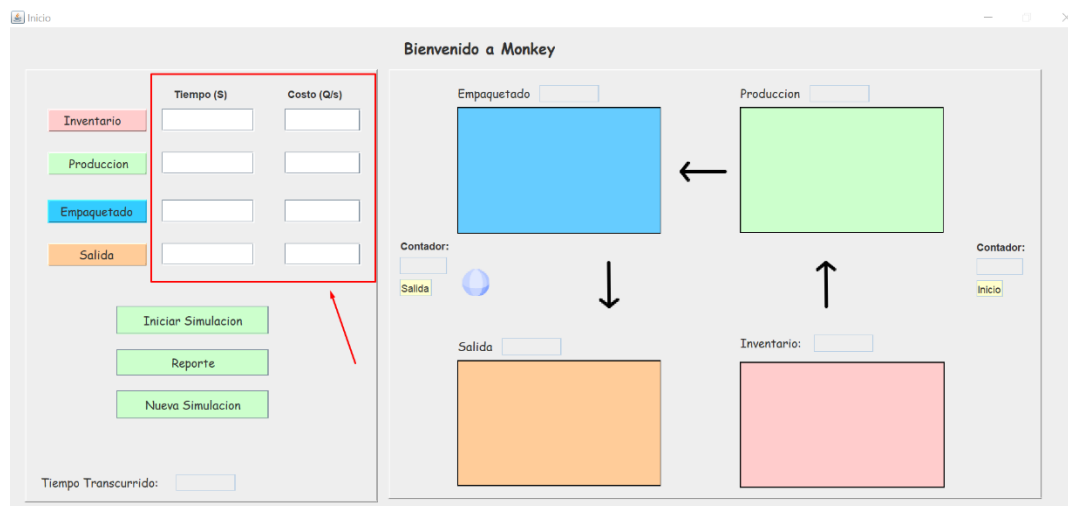 Inicio
Bienvenido a Monkey
Tiempo (S) Costo (Q/s)
Inventario
Produccion
Empaquetado
Salida
Iniciar Simulacion
Reporte
Nueva Simulacion
Tiempo Transcurrido:
Empaquetado
Produccion
Contador:
Salida
Contador:
Inicio
Salida
Inventario: